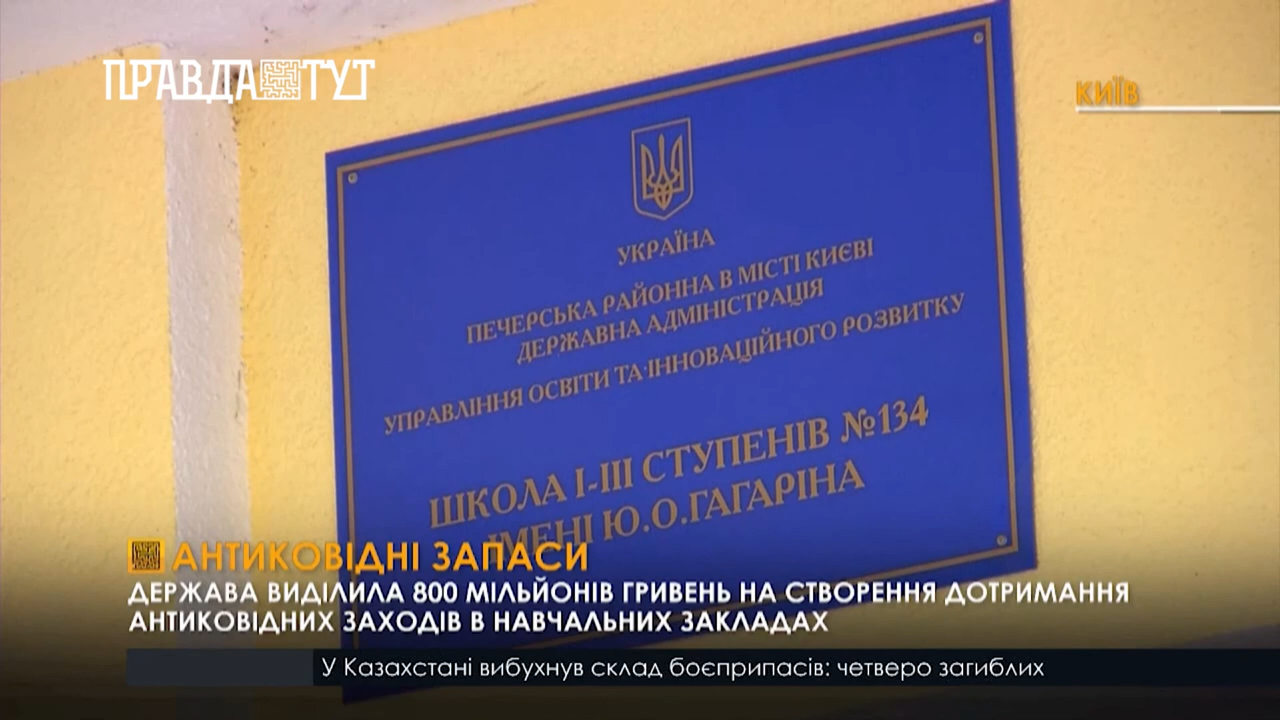 ПРАВДА ТУТ
КИЇВ
УКРАЇНА
ПЕЧЕРСЬКА РАЙОННА В МІСТІ КИЄВІ
ДЕРЖАВНА АДМІНІСТРАЦІЯ
УПРАВЛІННЯ ОСВІТИ ТА ІННОВАЦІЙНОГО РОЗВИТКУ
ШКОЛА І-ІІІ СТУПЕНІВ №134
ІМЕНІ Ю.О.ГАГАРІНА
АНТИКОВІДНІ ЗАПАСИ
ДЕРЖАВА ВИДІЛИЛА 800 МІЛЬЙОНІВ ГРИВЕНЬ НА СТВОРЕННЯ ДОТРИМАННЯ
АНТИКОВІДНИХ ЗАХОДІВ В НАВЧАЛЬНИХ ЗАКЛАДАХ
У Казахстані вибухнув склад боєприпасів: четверо загиблих